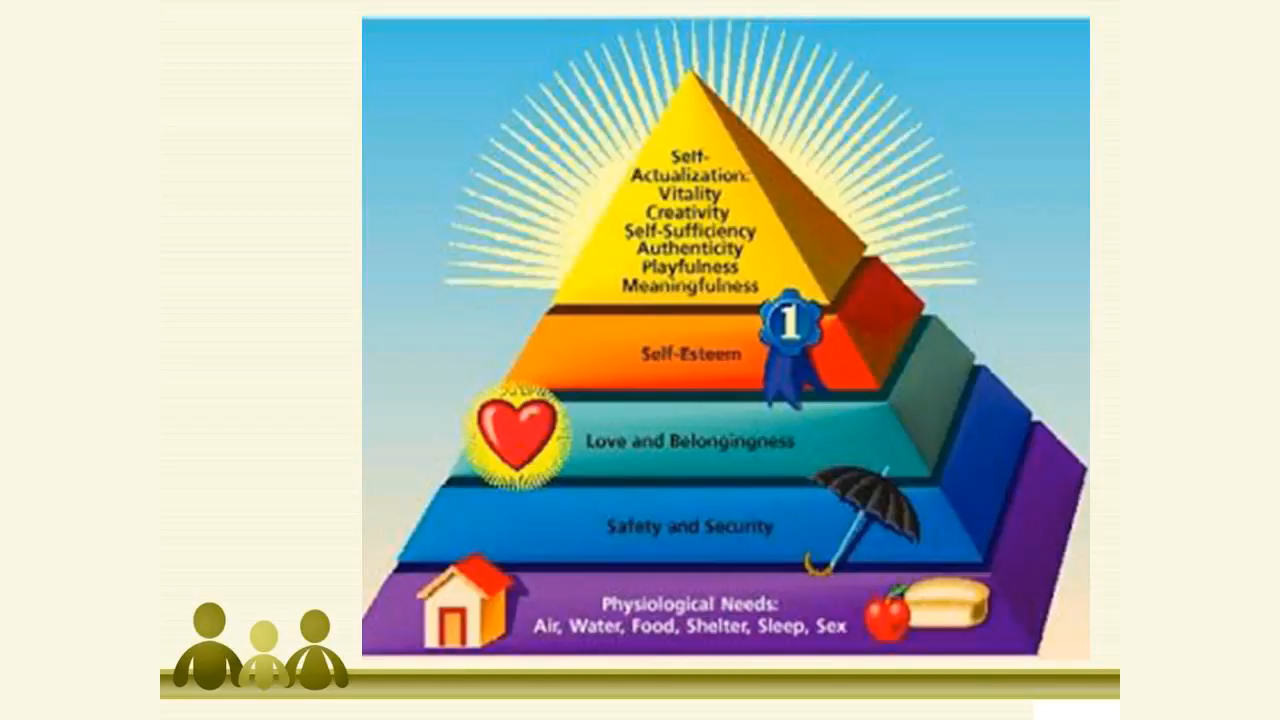 Self-
Actualization:
Vitality
Creativity
Self-Sufficiency
Authenticity
Playfulness
Meaningfulness
1
Self-Esteem
Love and Belongingness
Safety and Security
Physiological Needs:
Air, Water, Food, Shelter, Sleep, Sex